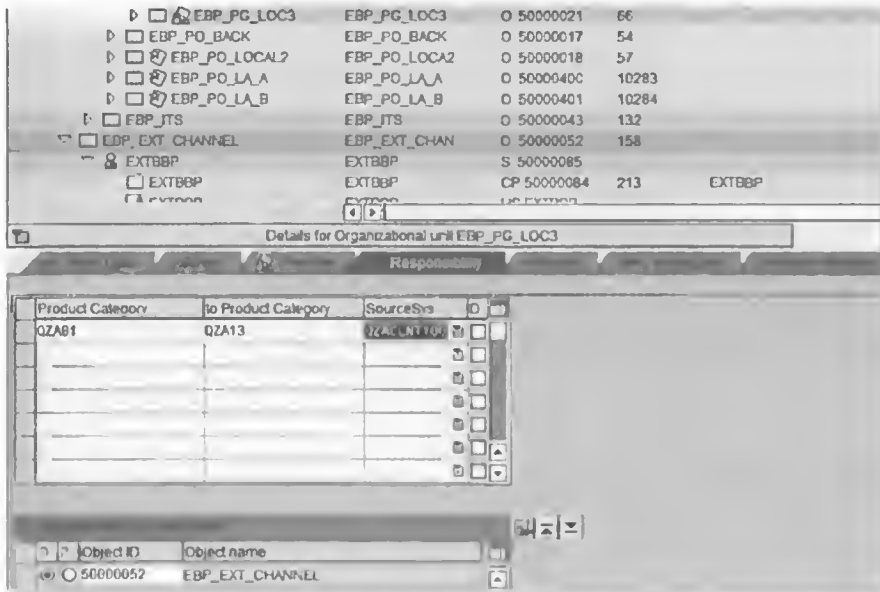 EBP_PG_LOC3 EBP_PG_LOC3 O 50000021 66
EBP_PO_BACK EBP_PO_BACK O 50000017 54
EBP_PO_LOCAL2 EBP_PO_LOCA2 O 50000018 57
EBP_PO_LA_A EBP_PO_LA_A O 50000400 10283
EBP_PO_LA_B EBP_PO_LA_B O 50000401 10284
EBP_ITS EBP_ITS O 50000043 132
EBP_EXT_CHANNEL EBP_EXT_CHAN O 50000052 158
EXTBBP EXTBBP S 50000085
EXTBBP EXTBBP CP 50000084 213 EXTBBP
Details for Organizational unit EBP_PG_LOC3
Responsibility
Product Category to Product Category SourceSys D
QZA01 QZA13
Object ID Object name
50000052 EBP_EXT_CHANNEL